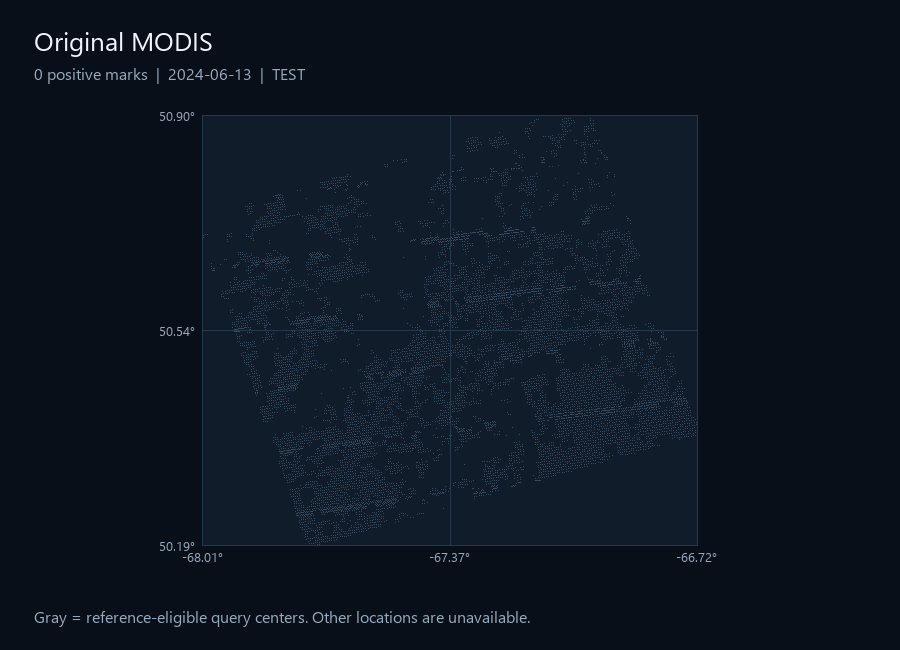 Original MODIS
0 positive marks | 2024-06-13 | TEST
50.90°
50.54°
50.19°
-68.01°
-67.37°
-66.72°
Gray = reference-eligible query centers. Other locations are unavailable.